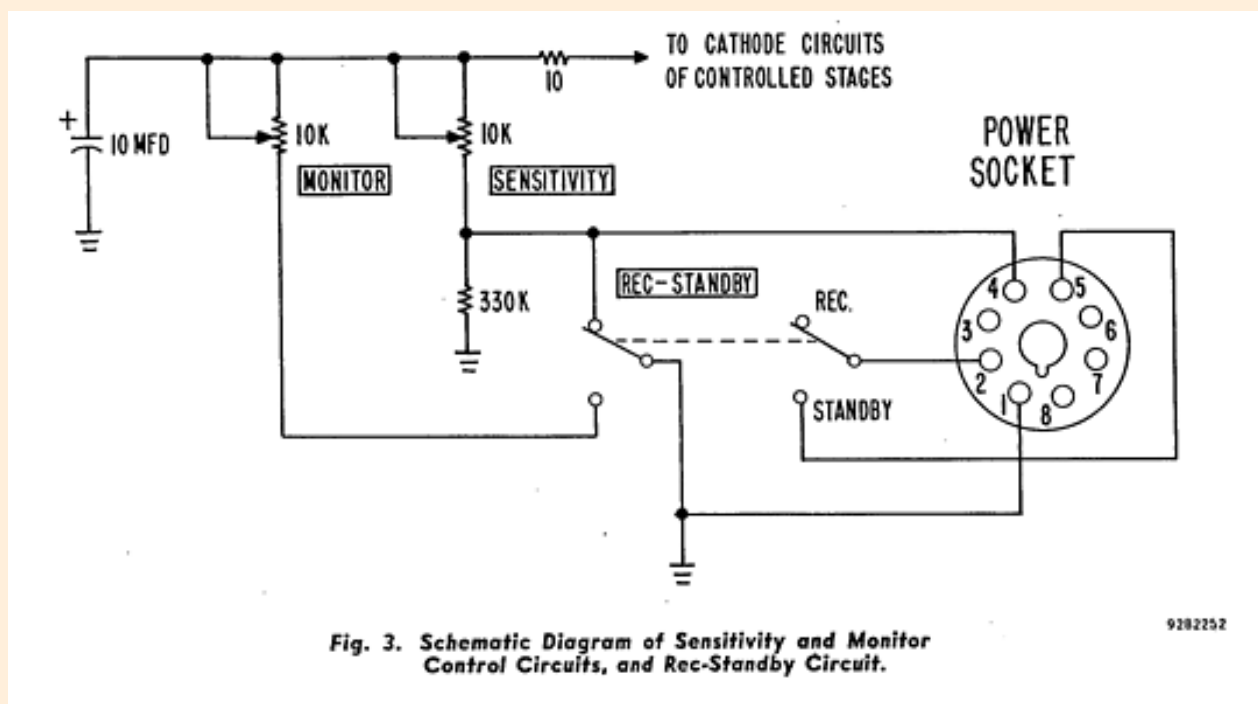 TO CATHODE CIRCUITS
OF CONTROLLED STAGES
10
+
10 MFD
10K
10K
MONITOR
SENSITIVITY
POWER
SOCKET
330K
REC-STANDBY
REC.
STANDBY
4
5
3
6
2
7
1
8
9282252
Fig. 3. Schematic Diagram of Sensitivity and Monitor
Control Circuits, and Rec-Standby Circuit.